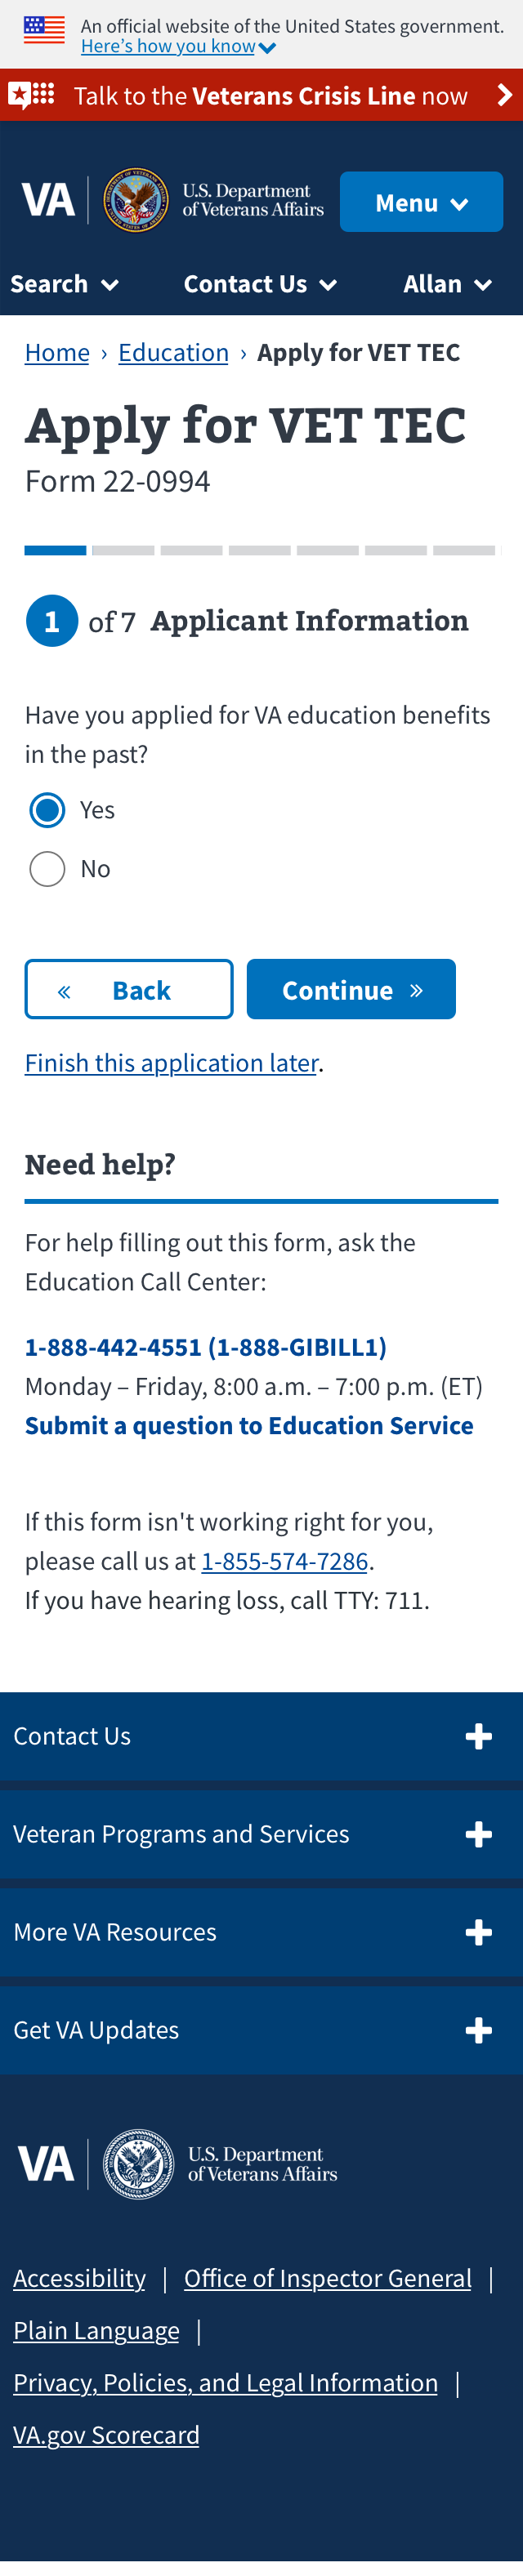 An official website of the United States government.
Here’s how you know
Talk to the Veterans Crisis Line now
VA
U.S. Department
of Veterans Affairs
Menu
Search
Contact Us
Allan
Home › Education › Apply for VET TEC
Apply for VET TEC
Form 22-0994
1 of 7 Applicant Information
Have you applied for VA education benefits
in the past?
Yes
No
« Back
Continue »
Finish this application later.
Need help?
For help filling out this form, ask the
Education Call Center:
1-888-442-4551 (1-888-GIBILL1)
Monday – Friday, 8:00 a.m. – 7:00 p.m. (ET)
Submit a question to Education Service
If this form isn't working right for you,
please call us at 1-855-574-7286.
If you have hearing loss, call TTY: 711.
Contact Us
Veteran Programs and Services
More VA Resources
Get VA Updates
VA
U.S. Department
of Veterans Affairs
Accessibility | Office of Inspector General |
Plain Language |
Privacy, Policies, and Legal Information |
VA.gov Scorecard